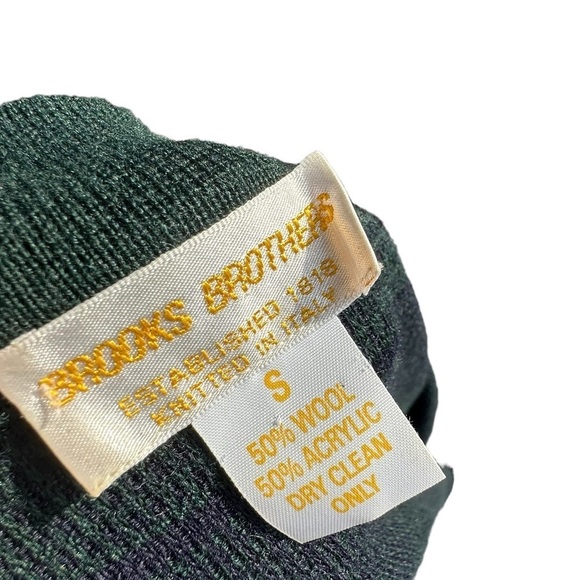 BROOKS BROTHERS
ESTABLISHED 1818
KNITTED IN ITALY
S
50% WOOL
50% ACRYLIC
DRY CLEAN
ONLY